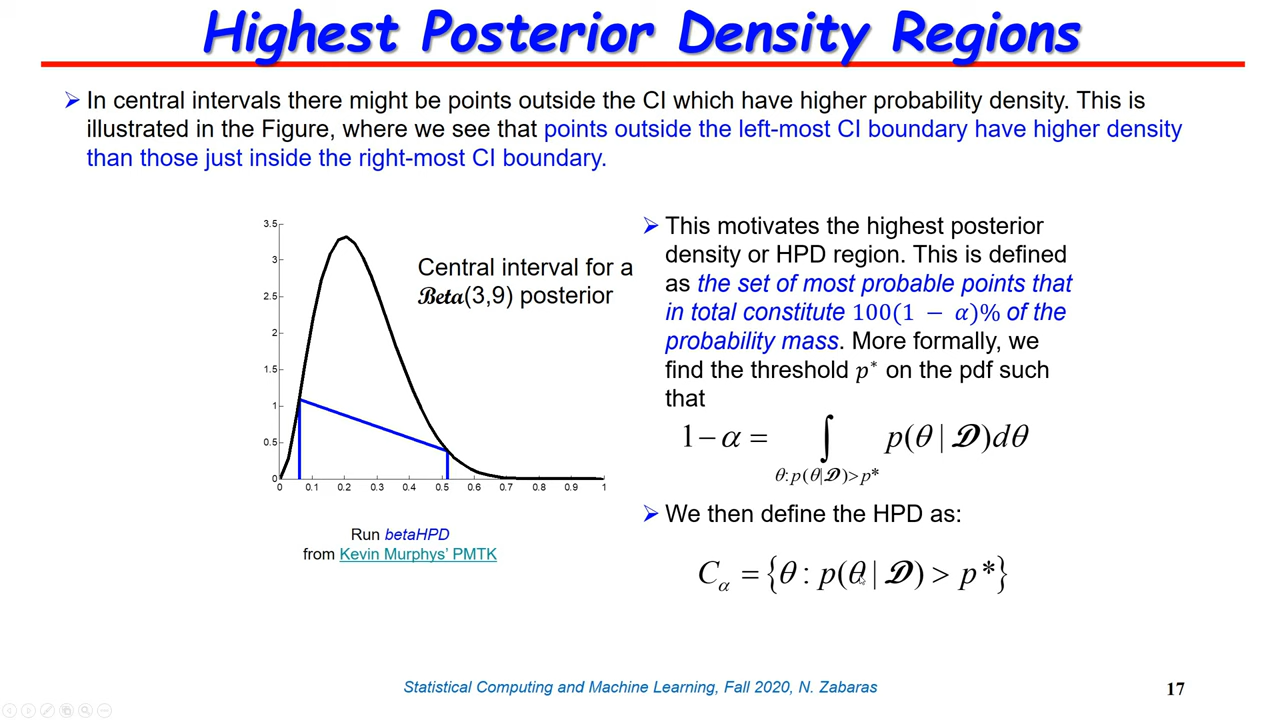 Highest Posterior Density Regions
➢ In central intervals there might be points outside the CI which have higher probability density. This is
illustrated in the Figure, where we see that points outside the left-most CI boundary have higher density
than those just inside the right-most CI boundary.
3.5
3
2.5
2
1.5
1
0.5
0
0 0.1 0.2 0.3 0.4 0.5 0.6 0.7 0.8 0.9 1
Central interval for a
𝓑𝓮𝓽𝓪(3,9) posterior
Run betaHPD
from Kevin Murphys' PMTK
➢ This motivates the highest posterior
density or HPD region. This is defined
as the set of most probable points that
in total constitute 100(1 − α)% of the
probability mass. More formally, we
find the threshold p* on the pdf such
that
1−α = ∫ p(θ | 𝓓)dθ
θ:p(θ|𝓓)>p*
➢ We then define the HPD as:
Cα = {θ : p(θ | 𝓓) > p*}
Statistical Computing and Machine Learning, Fall 2020, N. Zabaras
17